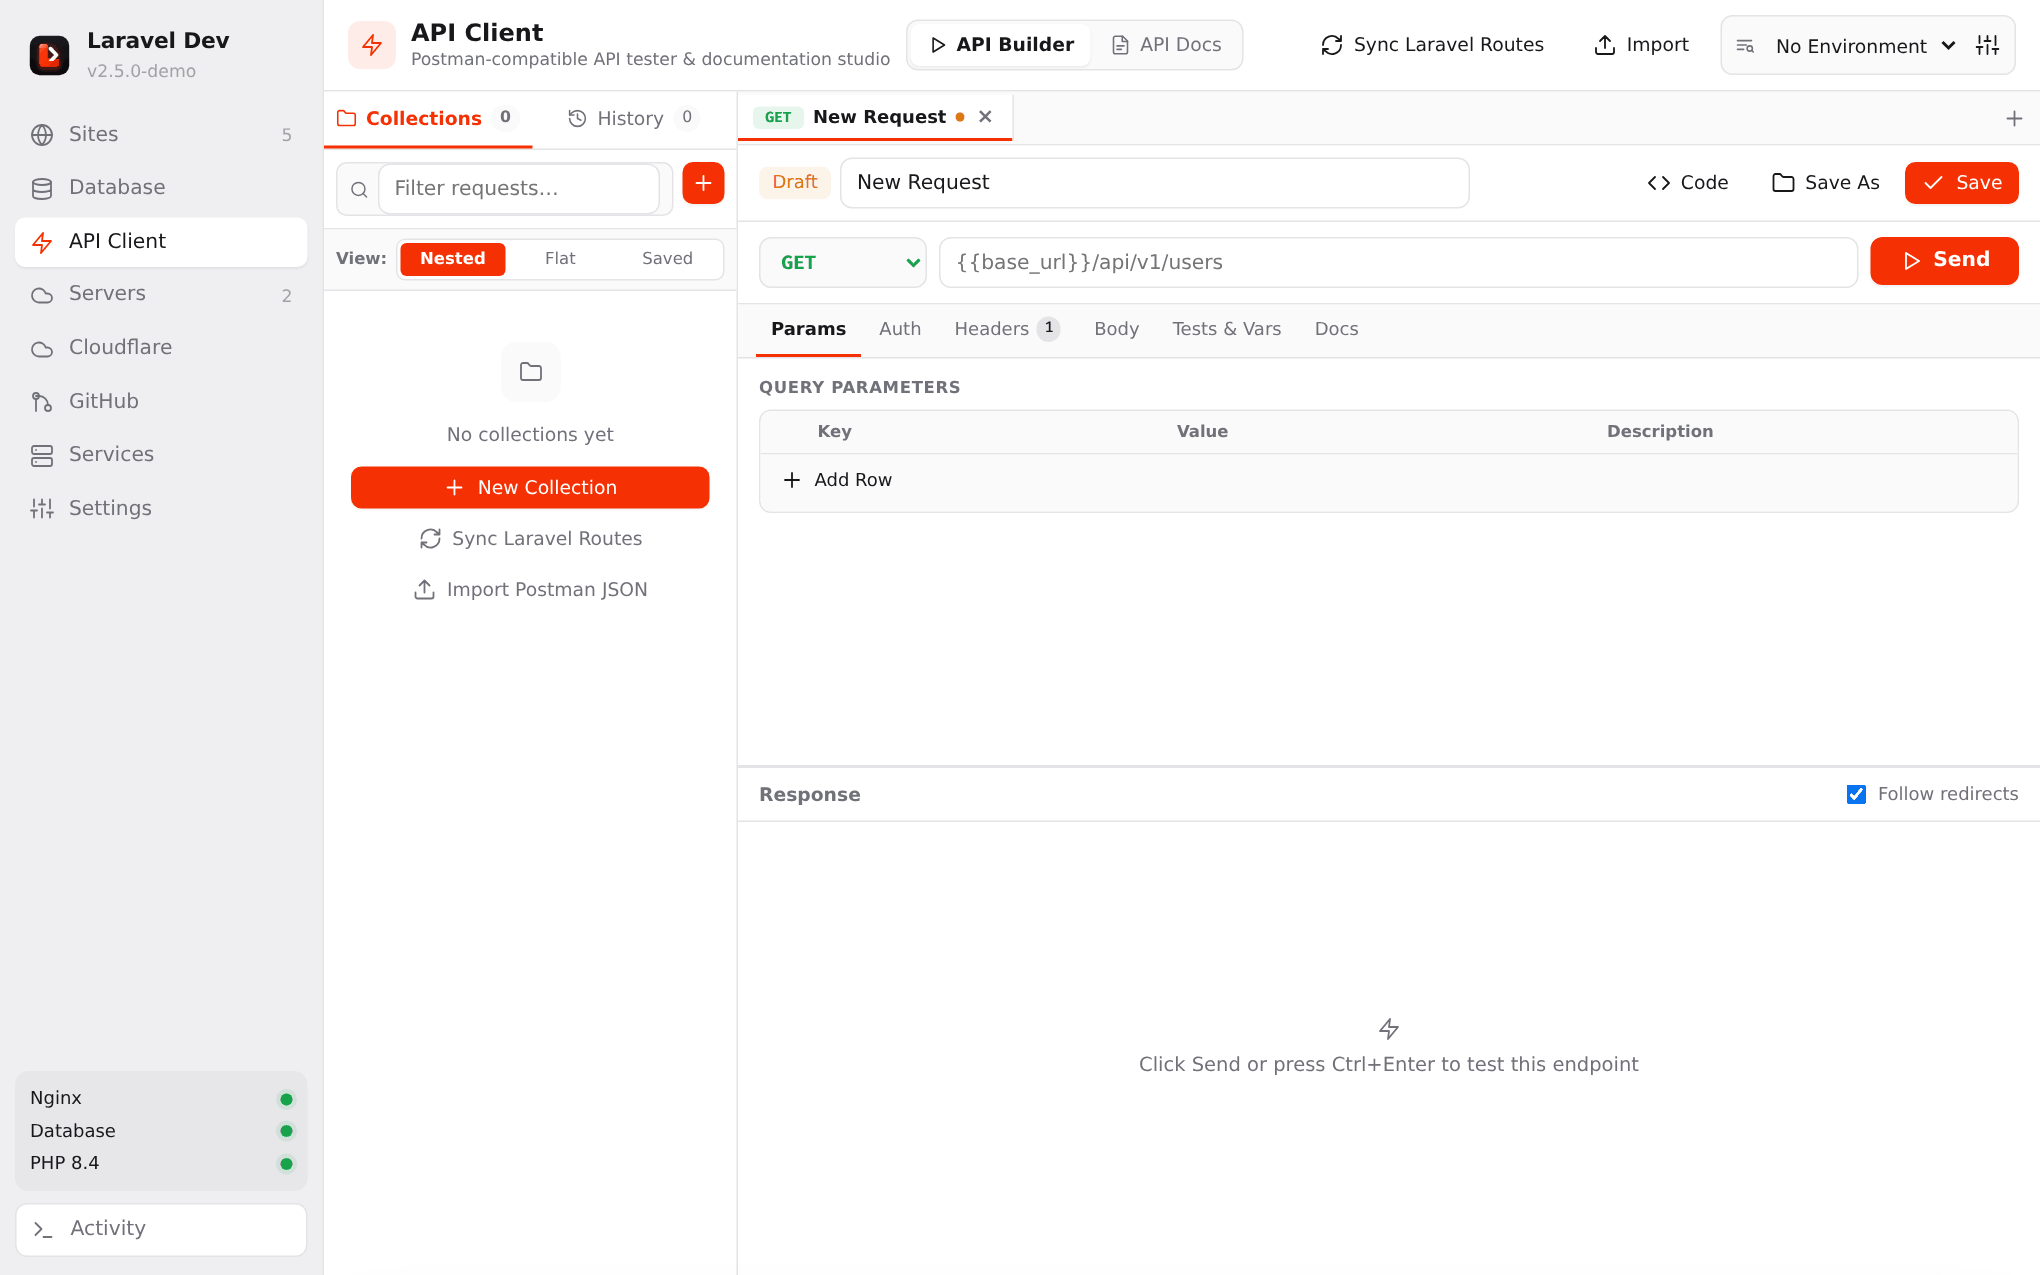 Laravel Dev
v2.5.0-demo
Sites 5
Database
API Client
Servers 2
Cloudflare
GitHub
Services
Settings
Nginx
Database
PHP 8.4
Activity
API Client
Postman-compatible API tester & documentation studio
API Builder
API Docs
Sync Laravel Routes
Import
No Environment
Collections 0
History 0
Filter requests...
View: Nested Flat Saved
No collections yet
New Collection
Sync Laravel Routes
Import Postman JSON
GET New Request
Draft
New Request
Code
Save As
Save
GET
{{base_url}}/api/v1/users
Send
Params Auth Headers 1 Body Tests & Vars Docs
QUERY PARAMETERS
Key Value Description
Add Row
Response
Follow redirects
Click Send or press Ctrl+Enter to test this endpoint